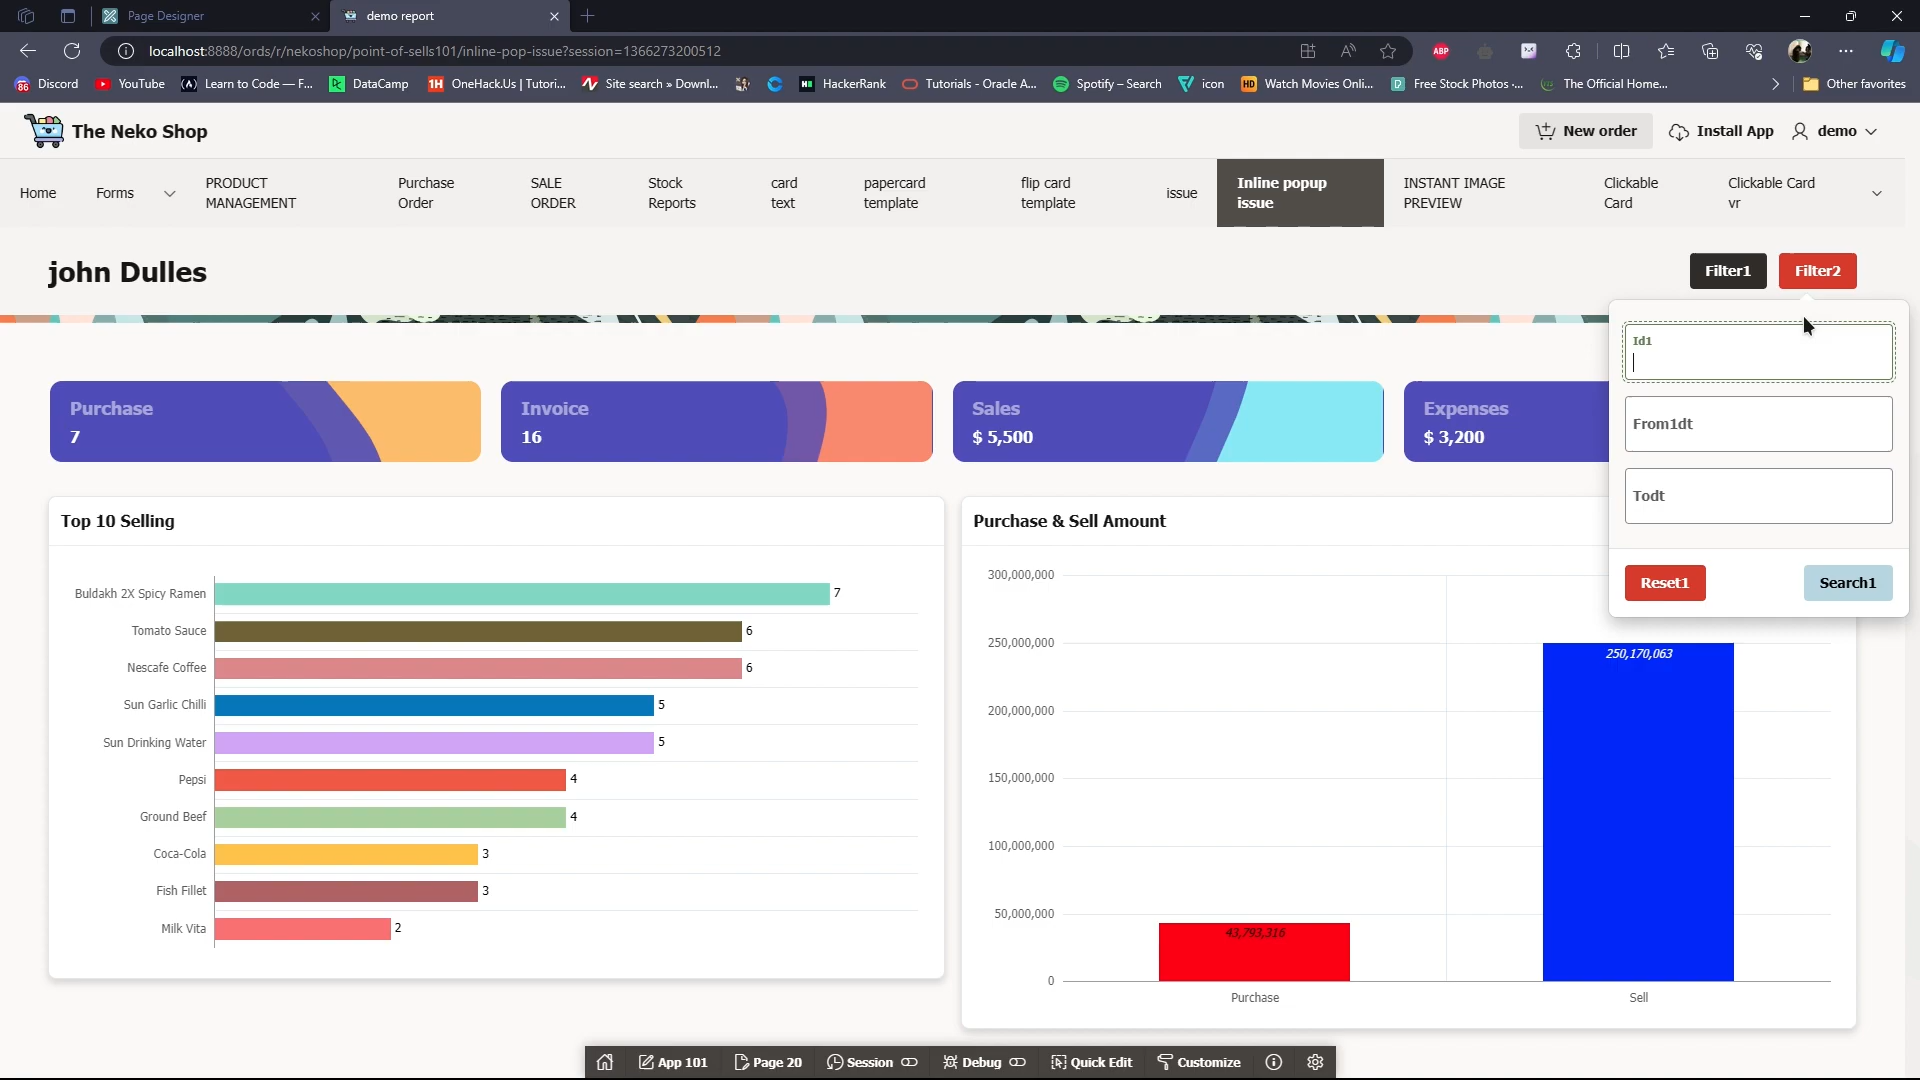 Page Designer
demo report
localhost:8888/ords/r/nekoshop/point-of-sells101/inline-pop-issue?session=1366273200512
ABP
86 Discord
YouTube
Learn to Code — F...
DataCamp
1H OneHack.Us | Tutori...
Site search » Downl...
HackerRank
Tutorials - Oracle A...
Spotify – Search
icon
HD Watch Movies Onli...
Free Stock Photos ·...
The Official Home...
Other favorites
The Neko Shop
New order
Install App
demo
Home
Forms
PRODUCT
MANAGEMENT
Purchase
Order
SALE
ORDER
Stock
Reports
card
text
papercard
template
flip card
template
issue
Inline popup
issue
INSTANT IMAGE
PREVIEW
Clickable
Card
Clickable Card
vr
john Dulles
Filter1
Filter2
Id1
From1dt
Todt
Reset1
Search1
Purchase
7
Invoice
16
Sales
$ 5,500
Expenses
$ 3,200
Top 10 Selling
Buldakh 2X Spicy Ramen 7
Tomato Sauce 6
Nescafe Coffee 6
Sun Garlic Chilli 5
Sun Drinking Water 5
Pepsi 4
Ground Beef 4
Coca-Cola 3
Fish Fillet 3
Milk Vita 2
Purchase & Sell Amount
300,000,000
250,000,000
200,000,000
150,000,000
100,000,000
50,000,000
0
250,170,063
43,793,316
Purchase
Sell
App 101
Page 20
Session
Debug
Quick Edit
Customize